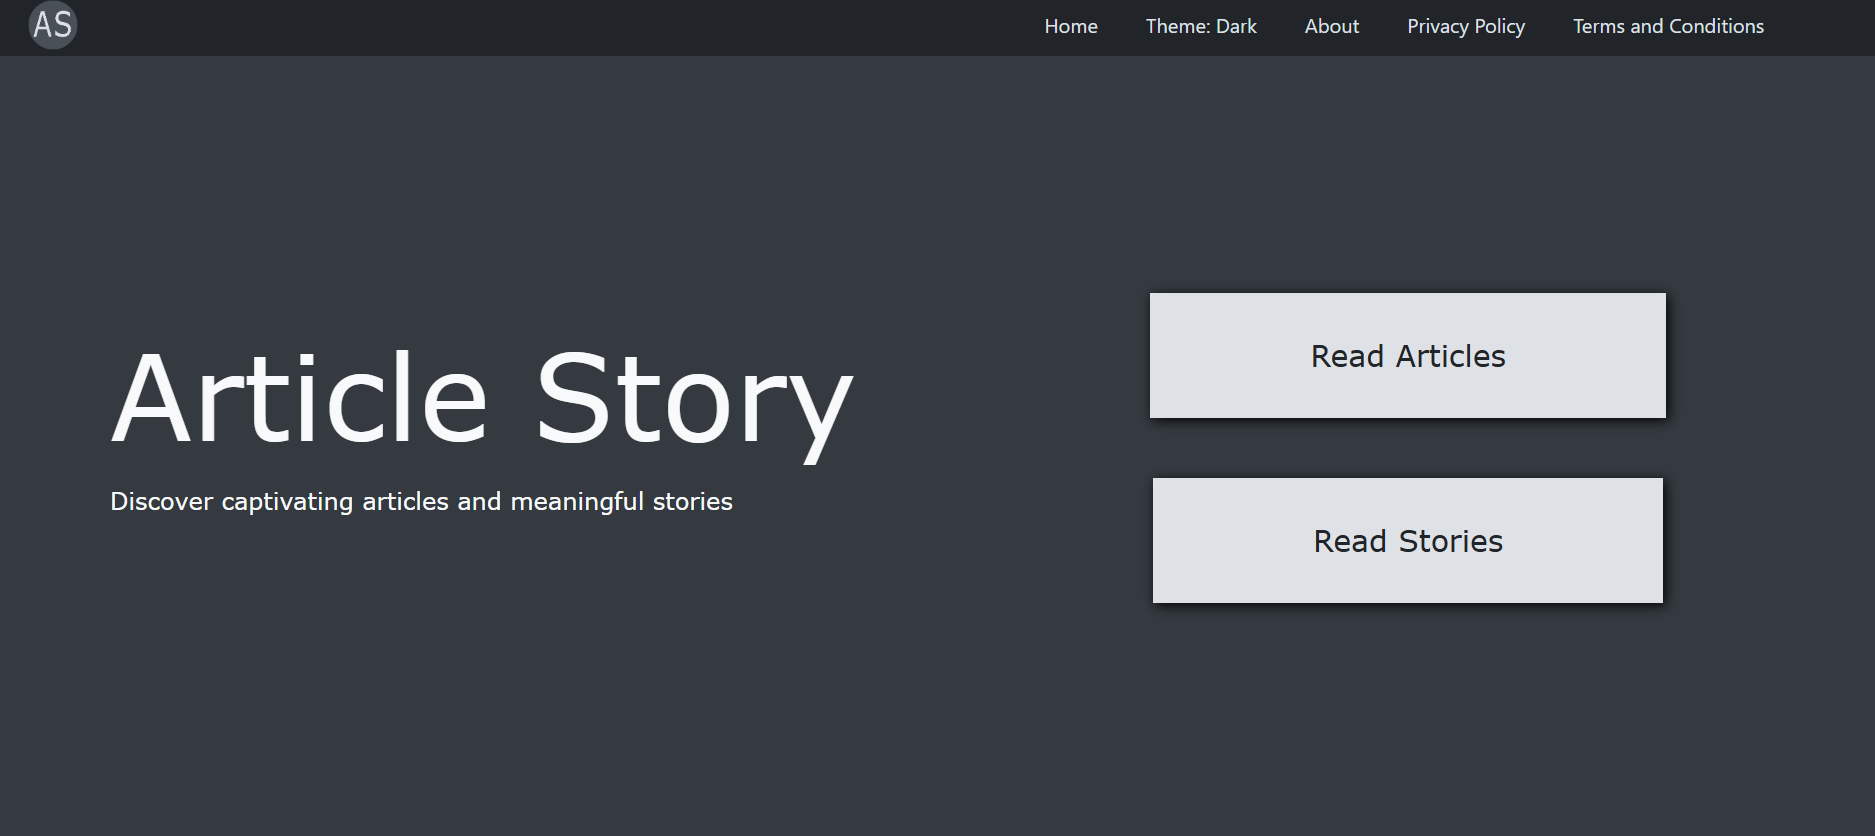 AS
Home Theme: Dark About Privacy Policy Terms and Conditions
Article Story
Discover captivating articles and meaningful stories
Read Articles
Read Stories